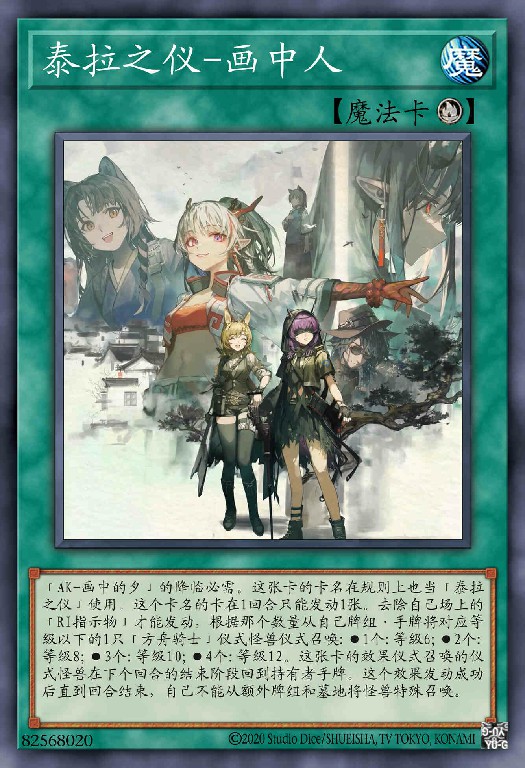 泰拉之仪-画中人
魔
【魔法卡】
「AK-画中的夕」的降临必需。这张卡的卡名在规则上也当「泰拉
之仪」使用。这个卡名的卡在1回合只能发动1张。去除自己场上的
「RI指示物」才能发动，根据那个数量从自己牌组·手牌将对应等
级以下的1只「方舟骑士」仪式怪兽仪式召唤：●1个：等级6；●2个：
等级8；●3个：等级10；●4个：等级12。这张卡的效果仪式召唤的仪
式怪兽在下个回合的结束阶段回到持有者手牌。这个效果发动成功
后直到回合结束，自己不能从额外牌组和墓地将怪兽特殊召唤。
82568020
©2020 Studio Dice/SHUEISHA, TV TOKYO, KONAMI